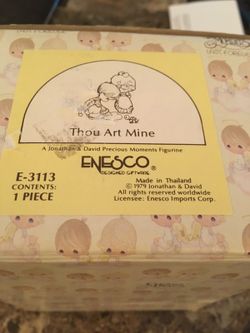 Thou Art Mine
A Jonathan & David Precious Moments Figurine
ENESCO®
DESIGNED GIFTWARE
E-3113
CONTENTS:
1 PIECE
Made in Thailand
© 1979 Jonathan & David
All rights reserved worldwide
Licensee: Enesco Imports Corp.